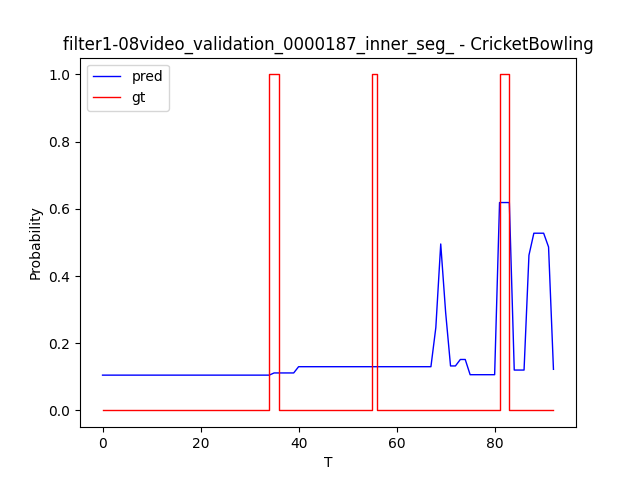 filter1-08video_validation_0000187_inner_seg_ - CricketBowling
pred
gt
1.0
0.8
0.6
0.4
0.2
0.0
Probability
0
20
40
60
80
T